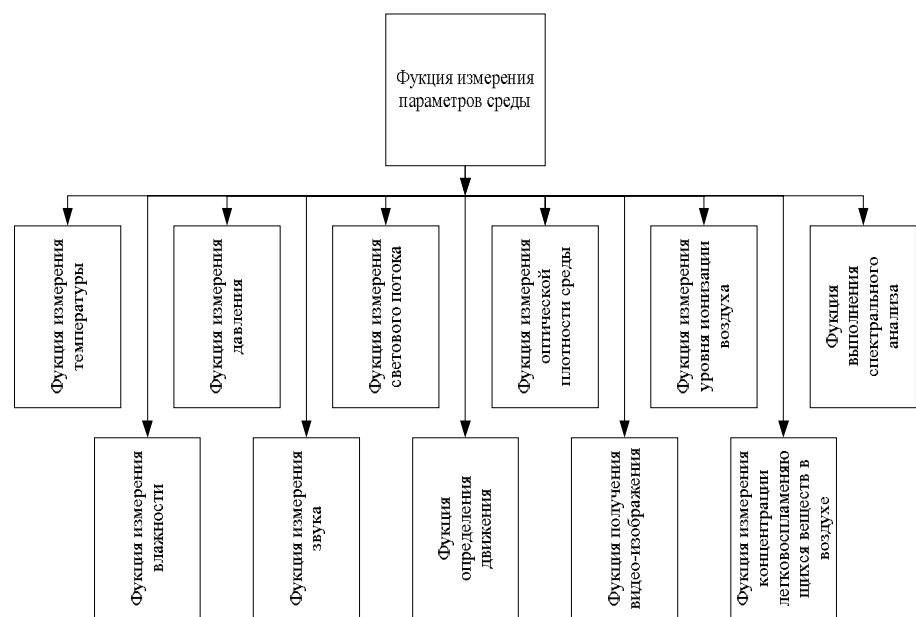 Фукция измерения
параметров среды
Фукция измерения
температуры
Фукция измерения
давления
Фукция измерения
светового потока
Фукция измерения
оптической
плотности среды
Фукция измерения
уровня ионизации
воздуха
Фукция
выполнения
спектрального
анализа
Фукция измерения
влажности
Фукция измерения
звука
Фукция
определения
движения
Фукция получения
видео-изображения
Фукция измерения
концентрации
легковоспламеняю
щихся веществ в
воздухе